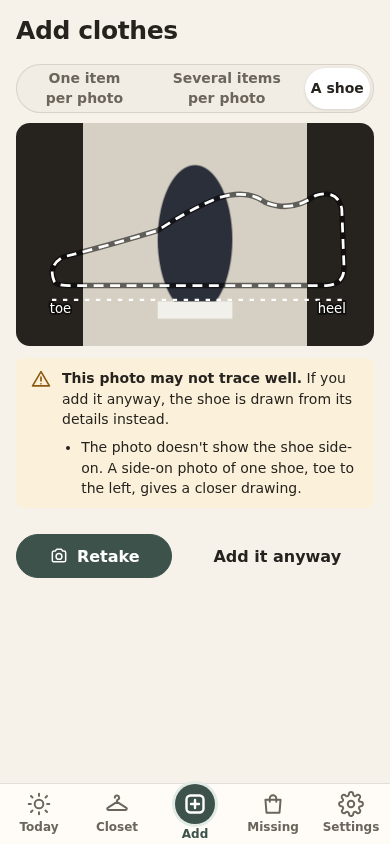 Add clothes
One item
per photo
Several items
per photo
A shoe
toe
heel
This photo may not trace well. If you
add it anyway, the shoe is drawn from its
details instead.
• The photo doesn't show the shoe side-
on. A side-on photo of one shoe, toe to
the left, gives a closer drawing.
Retake
Add it anyway
Today
Closet
Add
Missing
Settings